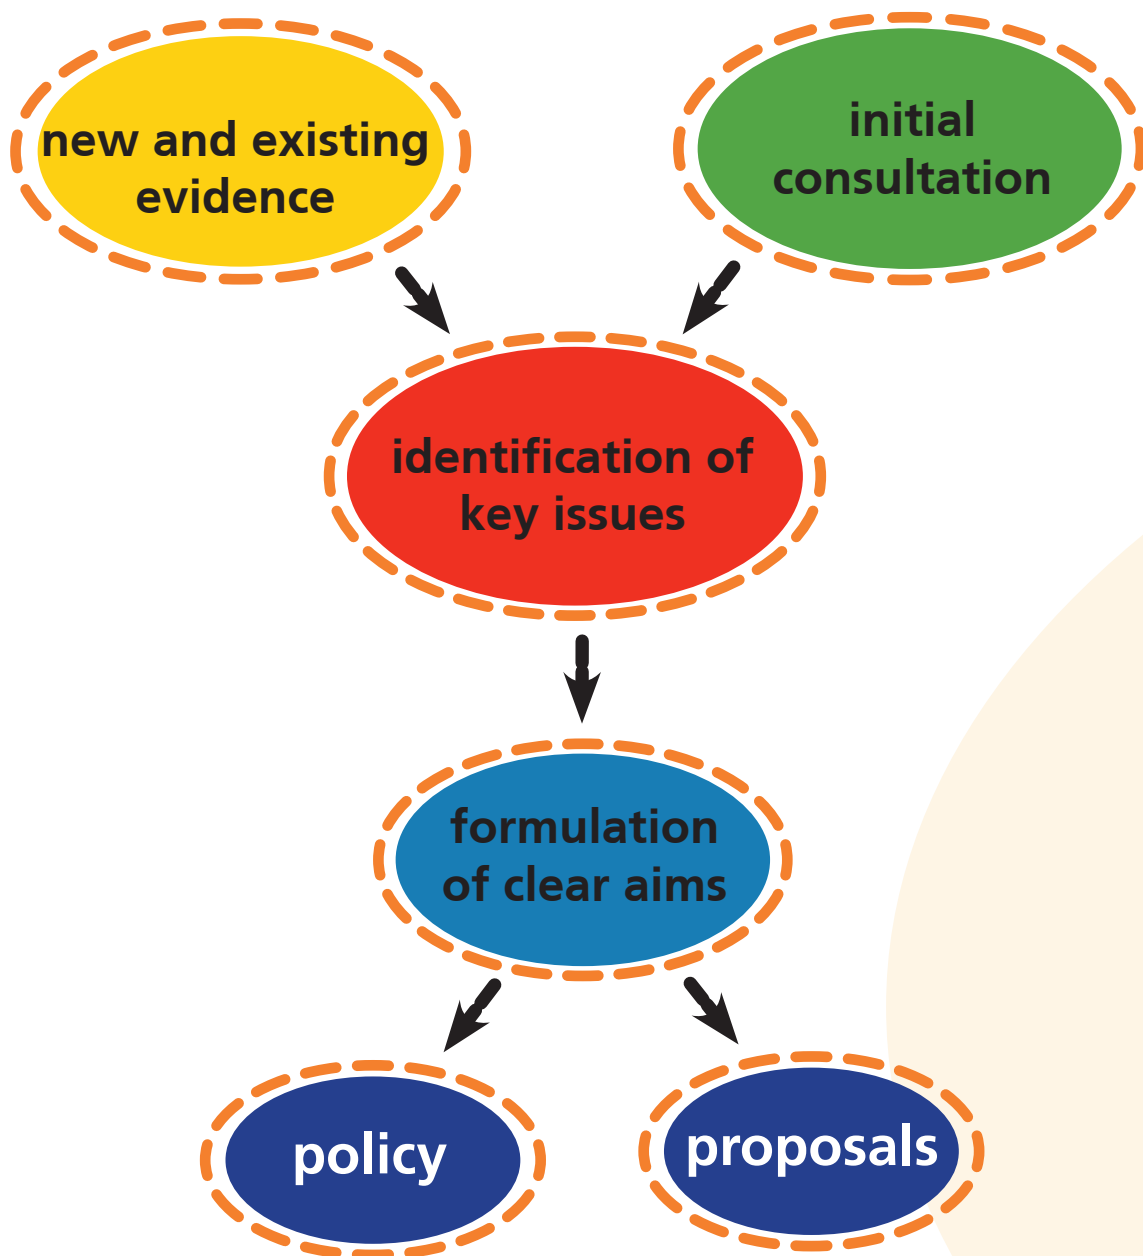 new and existing
evidence
initial
consultation
identification of
key issues
formulation
of clear aims
policy
proposals